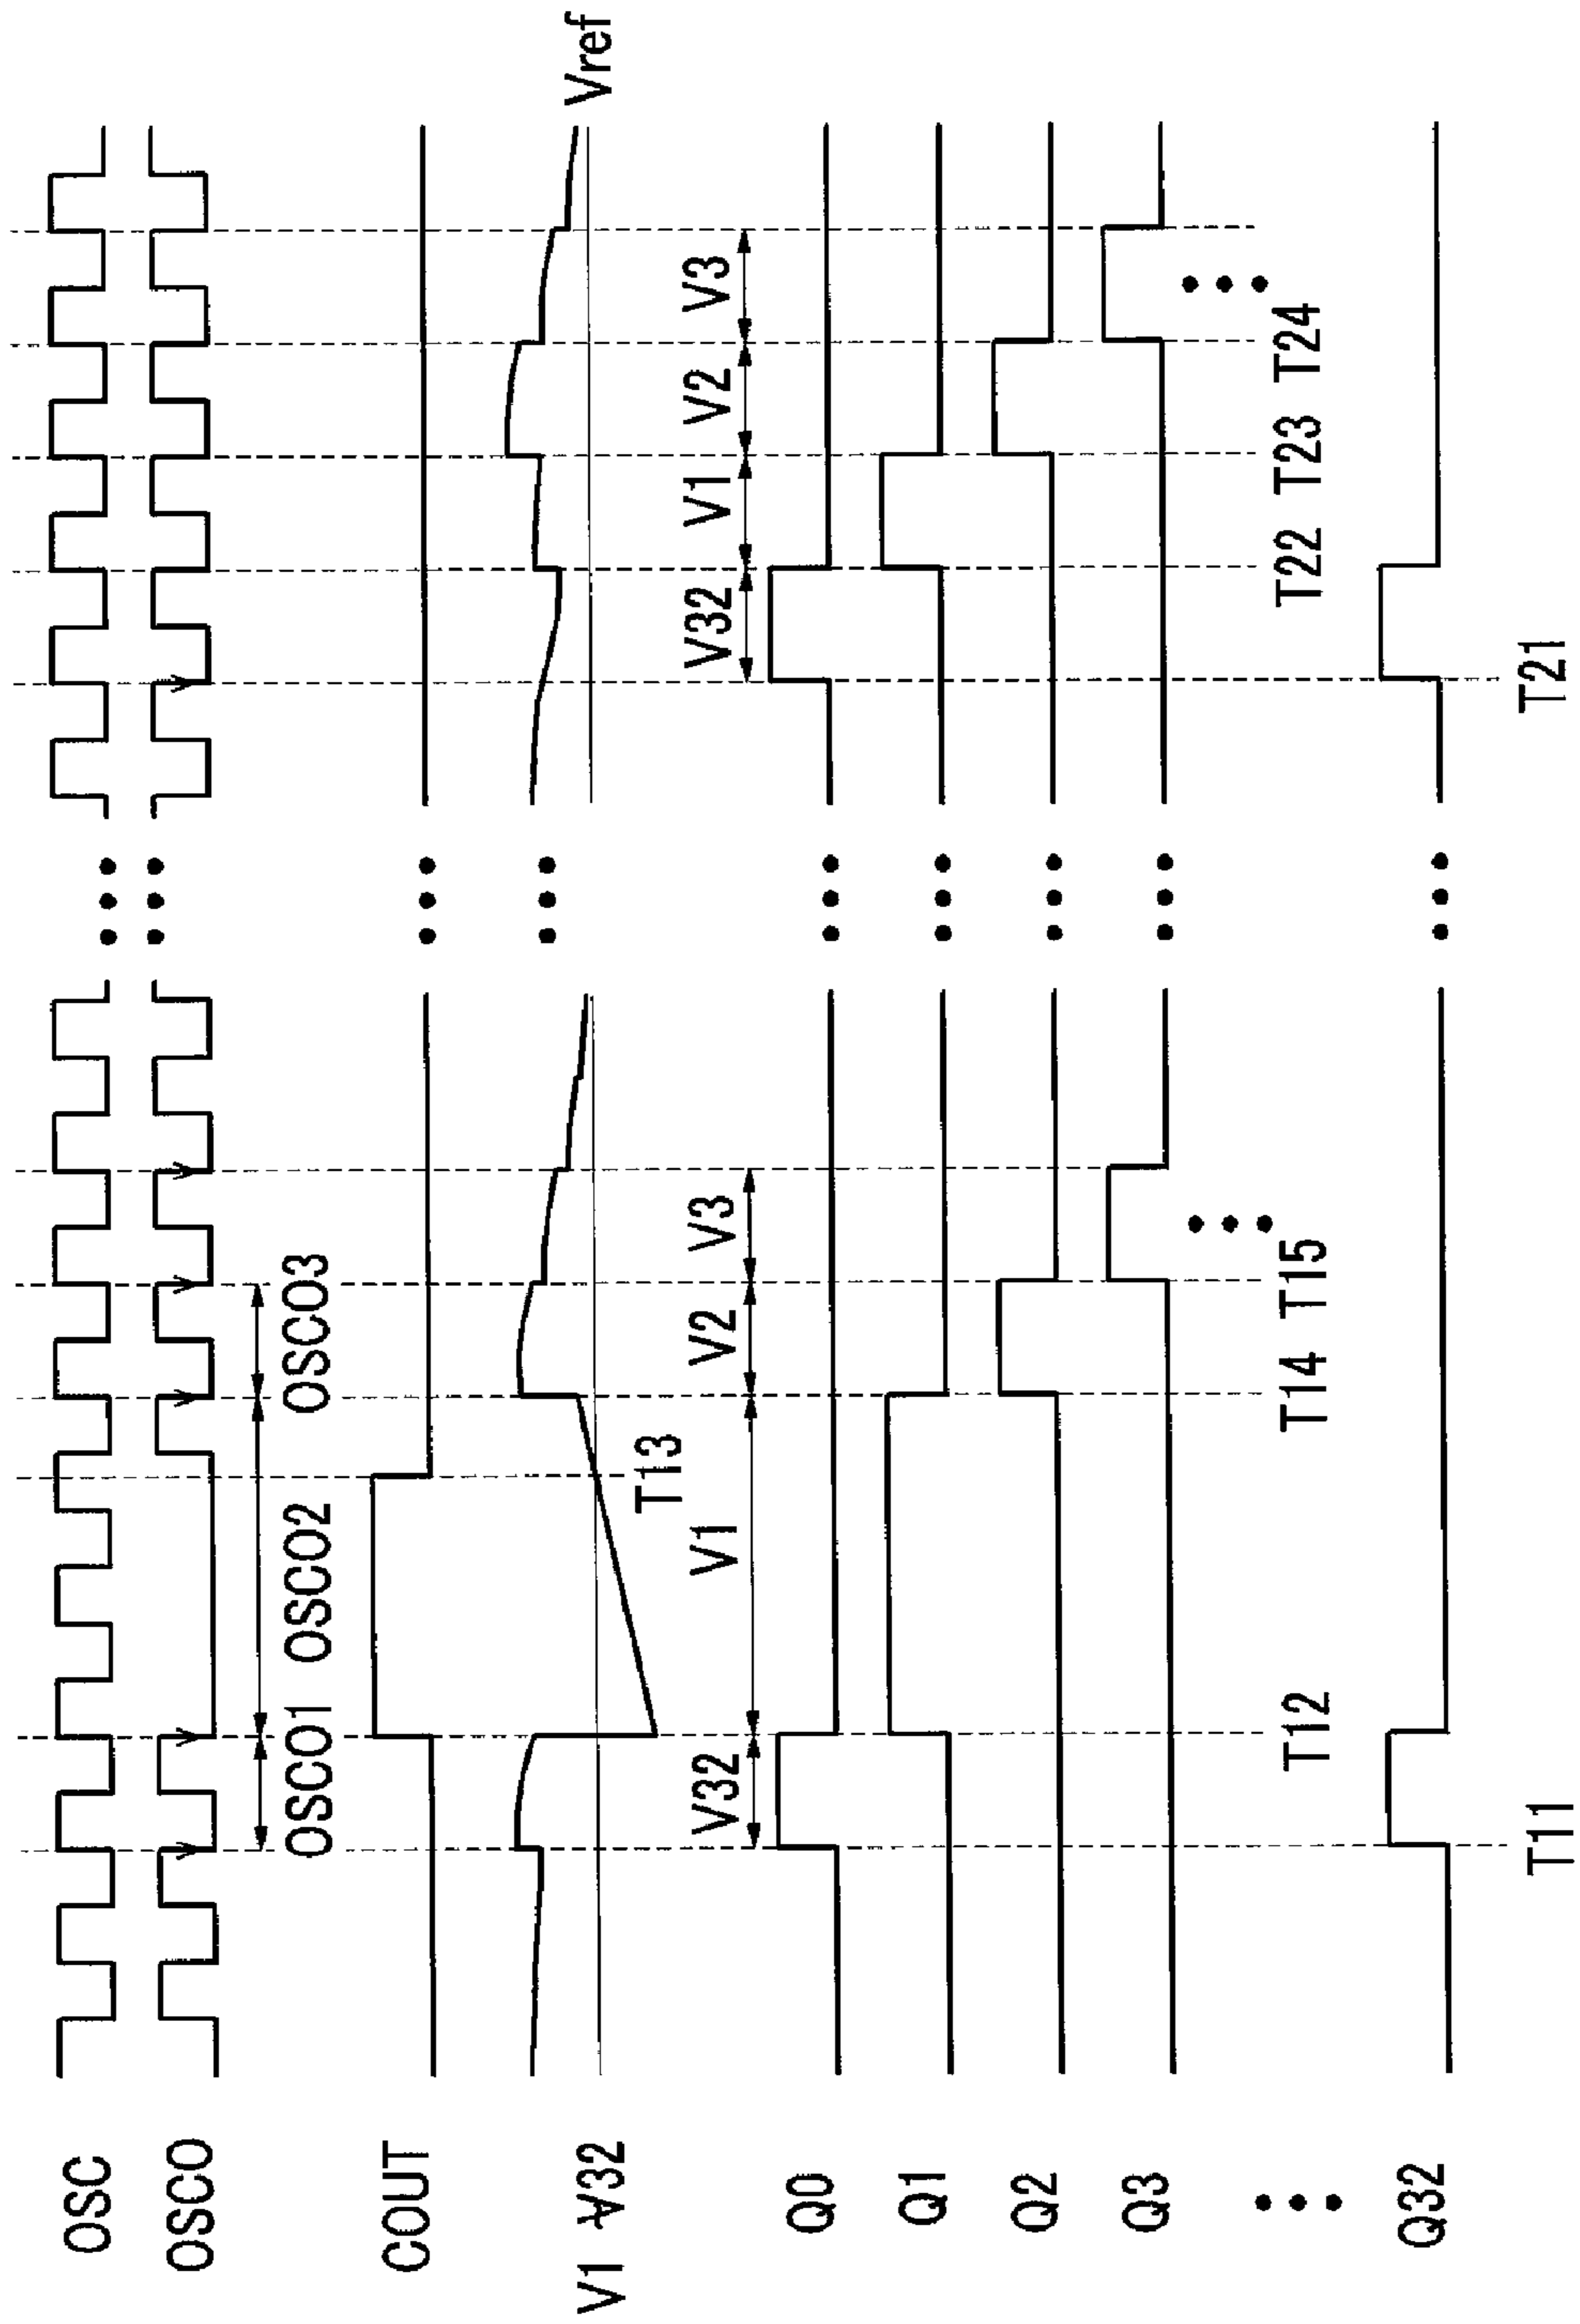 OSC
OSCO
OSCO1 OSCO2 OSCO3
COUT
V1~V32
Vref
T13
V32 V1 V2 V3 V32 V1 V2 V3
Q0
Q1
Q2
Q3
T12 T14 T15 T22 T23 T24
Q32
T11 T21